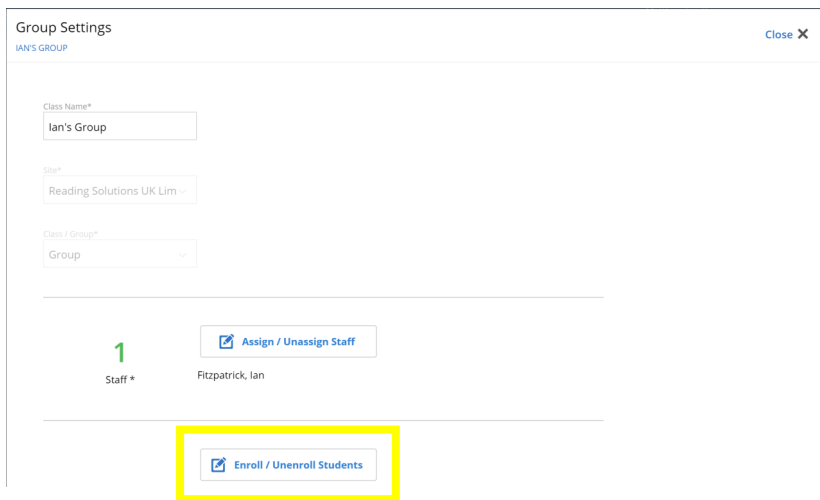 Group Settings
Close
IAN'S GROUP
Class Name*
Ian's Group
Site*
Reading Solutions UK Lim
Class / Group*
Group
Assign / Unassign Staff
1
Staff *
Fitzpatrick, Ian
Enroll / Unenroll Students